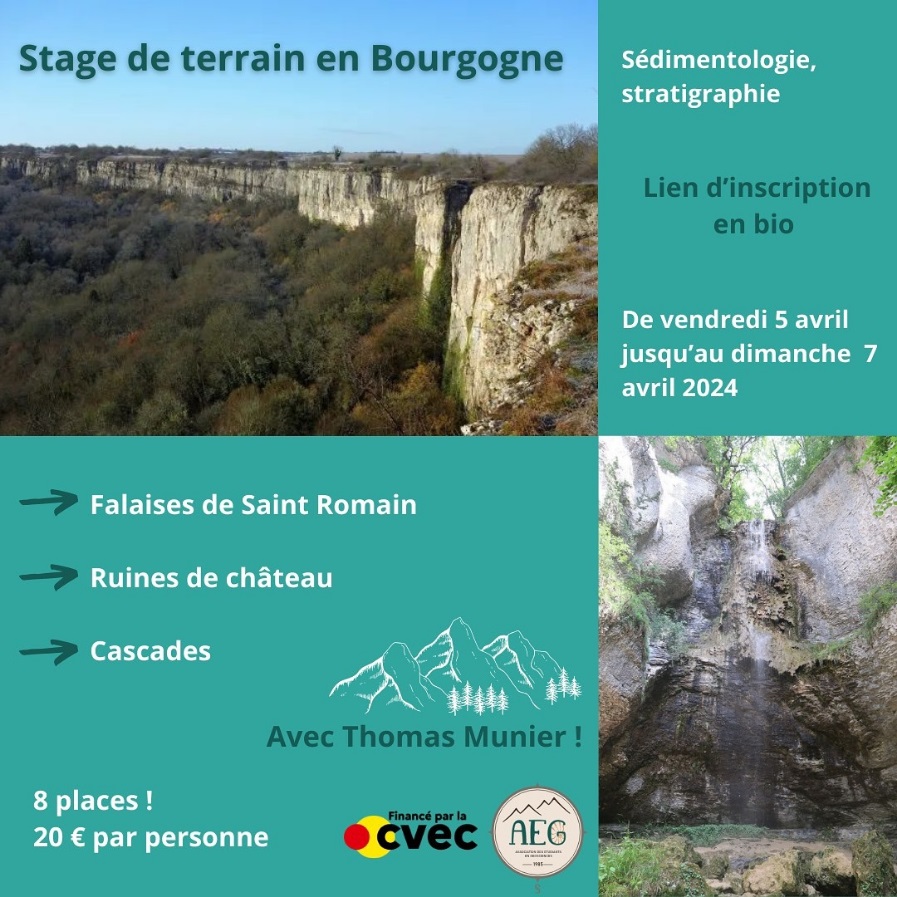 Stage de terrain en Bourgogne
Sédimentologie,
stratigraphie
Lien d’inscription
en bio
De vendredi 5 avril
jusqu’au dimanche 7
avril 2024
Falaises de Saint Romain
Ruines de château
Cascades
Avec Thomas Munier !
8 places !
20 € par personne
Financé par la
cvec
AEG
1985
S